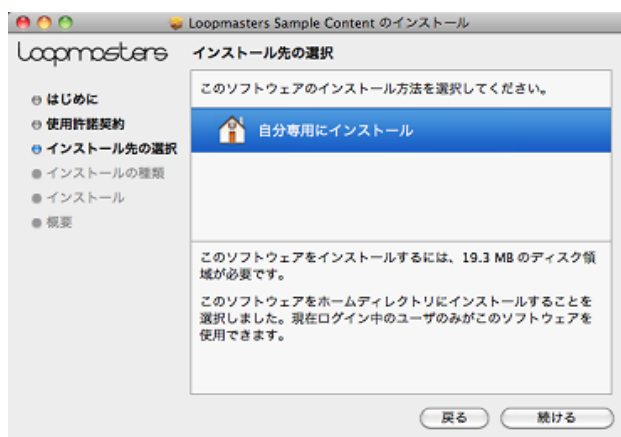 Loopmasters Sample Content のインストール
Loopmasters
インストール先の選択
はじめに
使用許諾契約
インストール先の選択
インストールの種類
インストール
概要
このソフトウェアのインストール方法を選択してください。
自分専用にインストール
このソフトウェアをインストールするには、19.3 MB のディスク領
域が必要です。
このソフトウェアをホームディレクトリにインストールすることを
選択しました。現在ログイン中のユーザのみがこのソフトウェアを
使用できます。
戻る
続ける